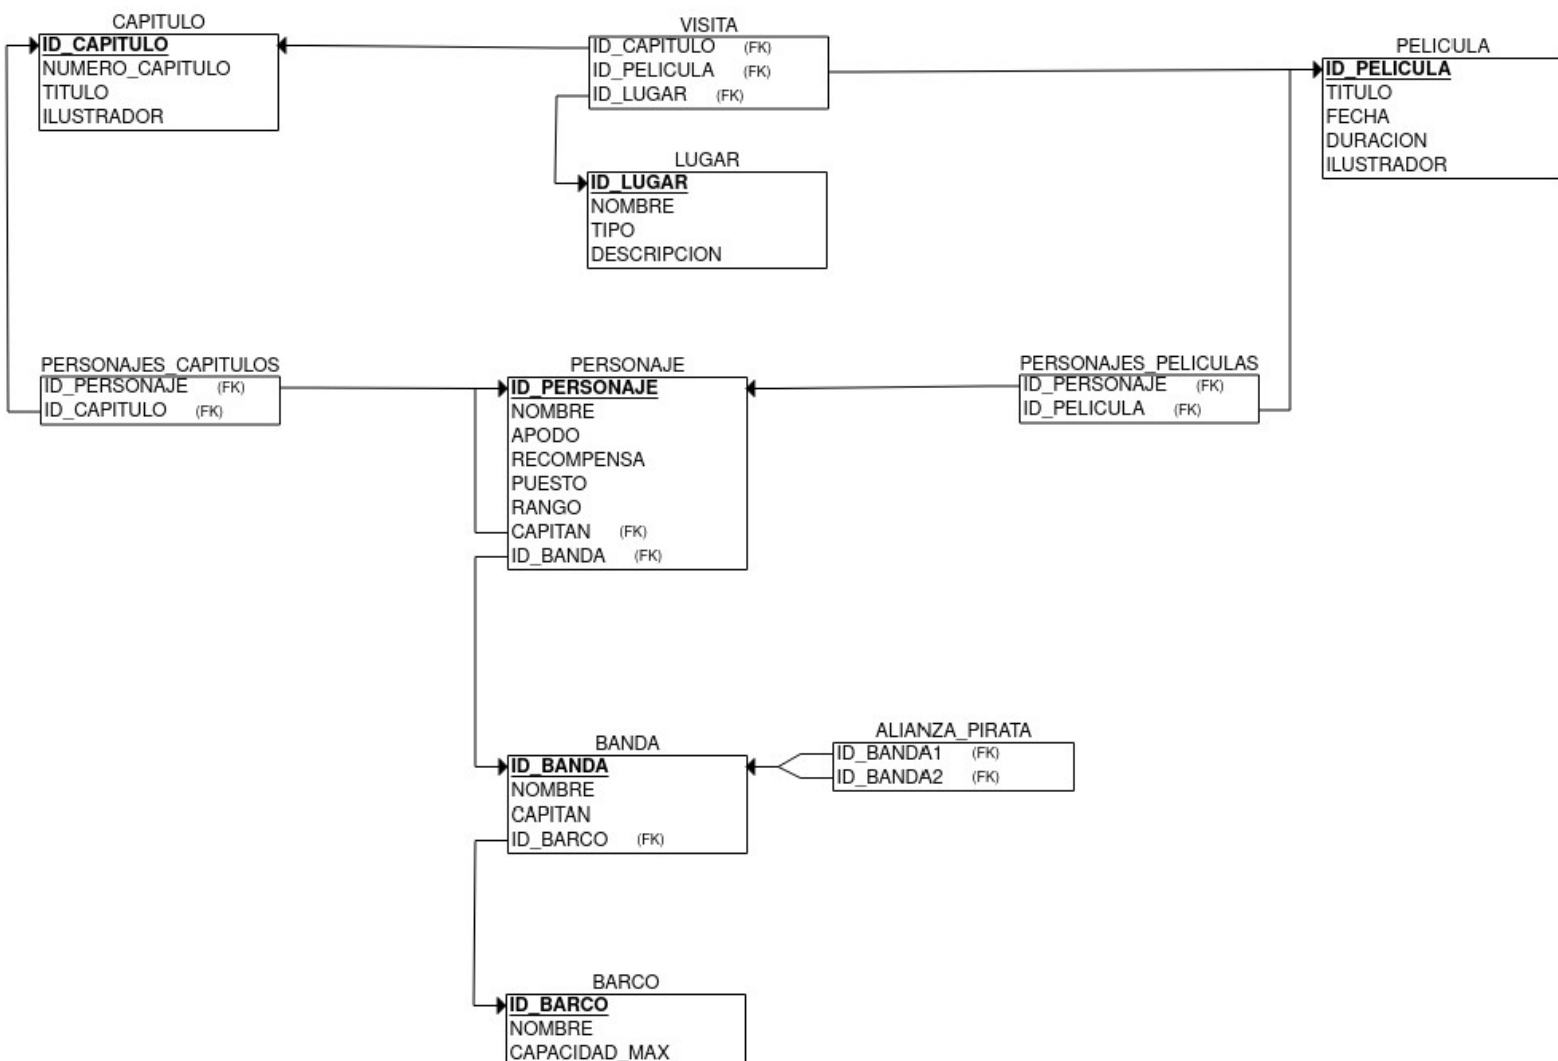 CAPITULO
ID_CAPITULO
NUMERO_CAPITULO
TITULO
ILUSTRADOR
VISITA
ID_CAPITULO (FK)
ID_PELICULA (FK)
ID_LUGAR (FK)
PELICULA
ID_PELICULA
TITULO
FECHA
DURACION
ILUSTRADOR
LUGAR
ID_LUGAR
NOMBRE
TIPO
DESCRIPCION
PERSONAJES_CAPITULOS
ID_PERSONAJE (FK)
ID_CAPITULO (FK)
PERSONAJE
ID_PERSONAJE
NOMBRE
APODO
RECOMPENSA
PUESTO
RANGO
CAPITAN (FK)
ID_BANDA (FK)
PERSONAJES_PELICULAS
ID_PERSONAJE (FK)
ID_PELICULA (FK)
BANDA
ID_BANDA
NOMBRE
CAPITAN
ID_BARCO (FK)
ALIANZA_PIRATA
ID_BANDA1 (FK)
ID_BANDA2 (FK)
BARCO
ID_BARCO
NOMBRE
CAPACIDAD_MAX